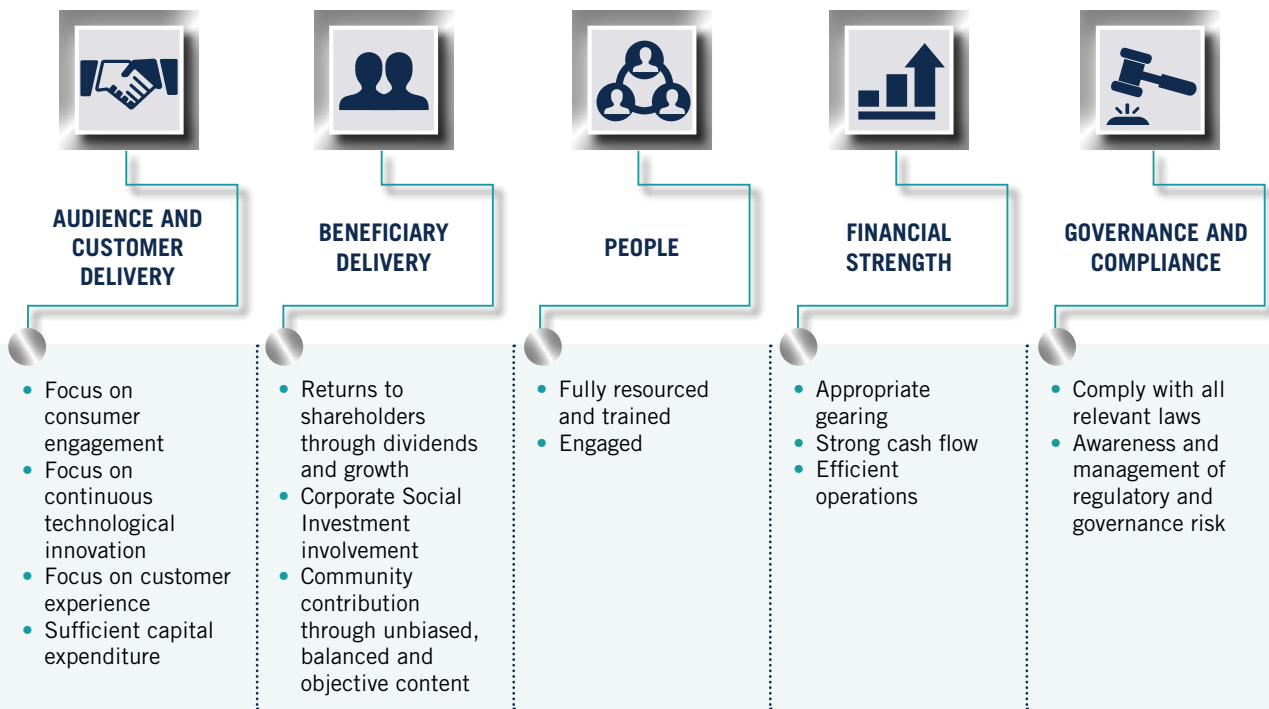 AUDIENCE AND
CUSTOMER
DELIVERY
• Focus on
consumer
engagement
• Focus on
continuous
technological
innovation
• Focus on customer
experience
• Sufficient capital
expenditure
BENEFICIARY
DELIVERY
• Returns to
shareholders
through dividends
and growth
• Corporate Social
Investment
involvement
• Community
contribution
through unbiased,
balanced and
objective content
PEOPLE
• Fully resourced
and trained
• Engaged
FINANCIAL
STRENGTH
• Appropriate
gearing
• Strong cash flow
• Efficient
operations
GOVERNANCE AND
COMPLIANCE
• Comply with all
relevant laws
• Awareness and
management of
regulatory and
governance risk